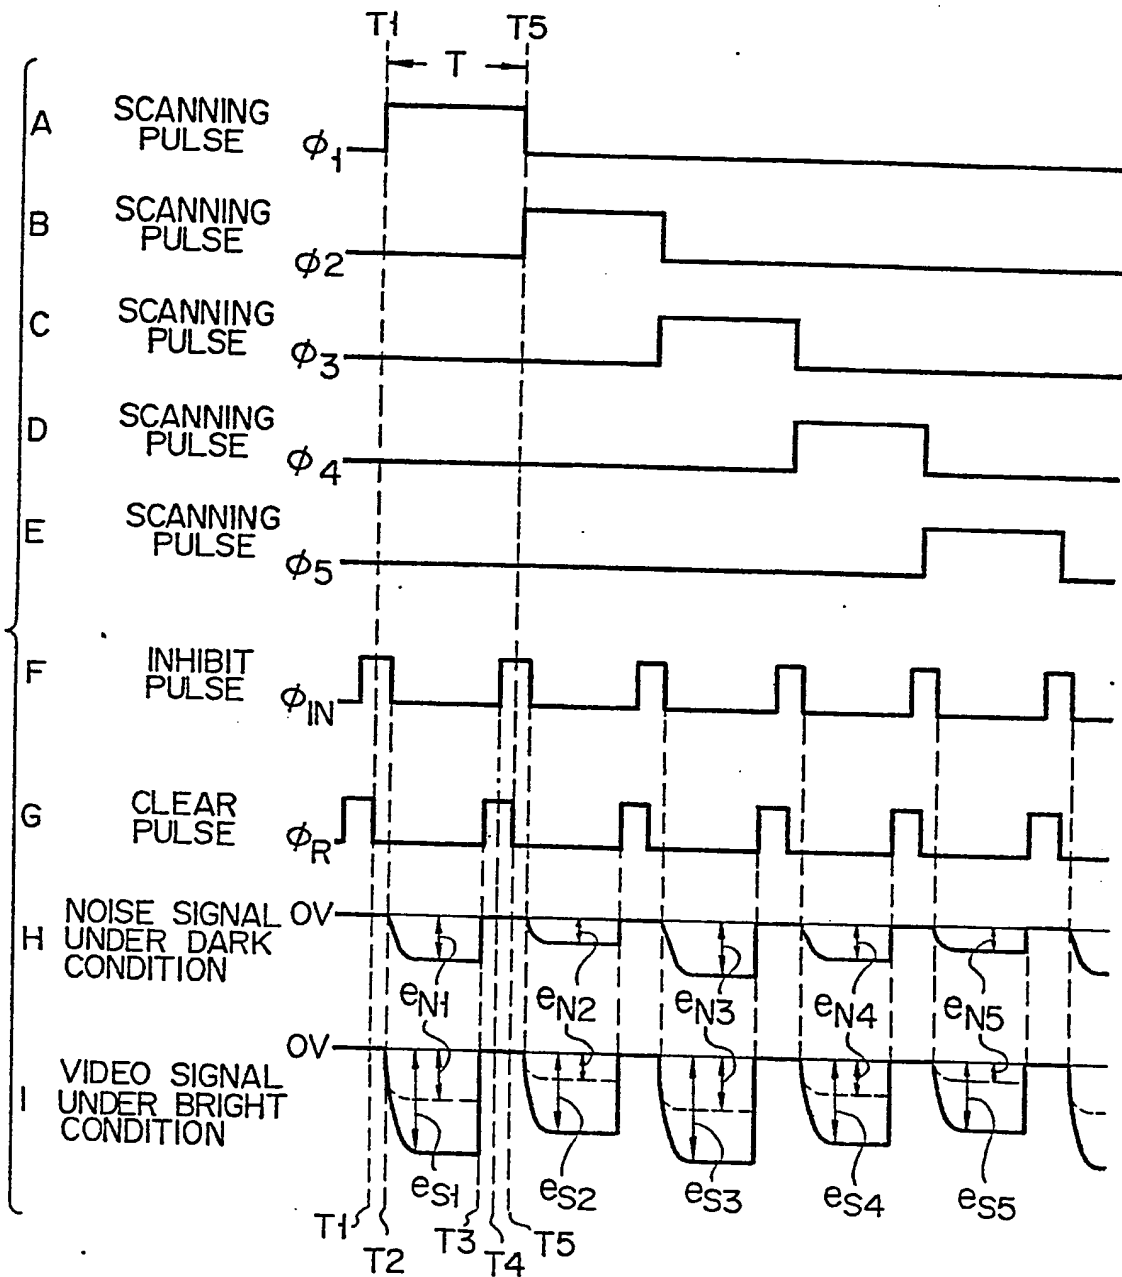 T1 T5
T
A SCANNING
PULSE
ϕ1
B SCANNING
PULSE
ϕ2
C SCANNING
PULSE
ϕ3
D SCANNING
PULSE
ϕ4
E SCANNING
PULSE
ϕ5
F INHIBIT
PULSE
ϕIN
G CLEAR
PULSE
ϕR
H NOISE SIGNAL
UNDER DARK
CONDITION
OV
eN1 eN2 eN3 eN4 eN5
OV
I VIDEO SIGNAL
UNDER BRIGHT
CONDITION
eS1 eS2 eS3 eS4 eS5
T1 T2 T3 T4 T5